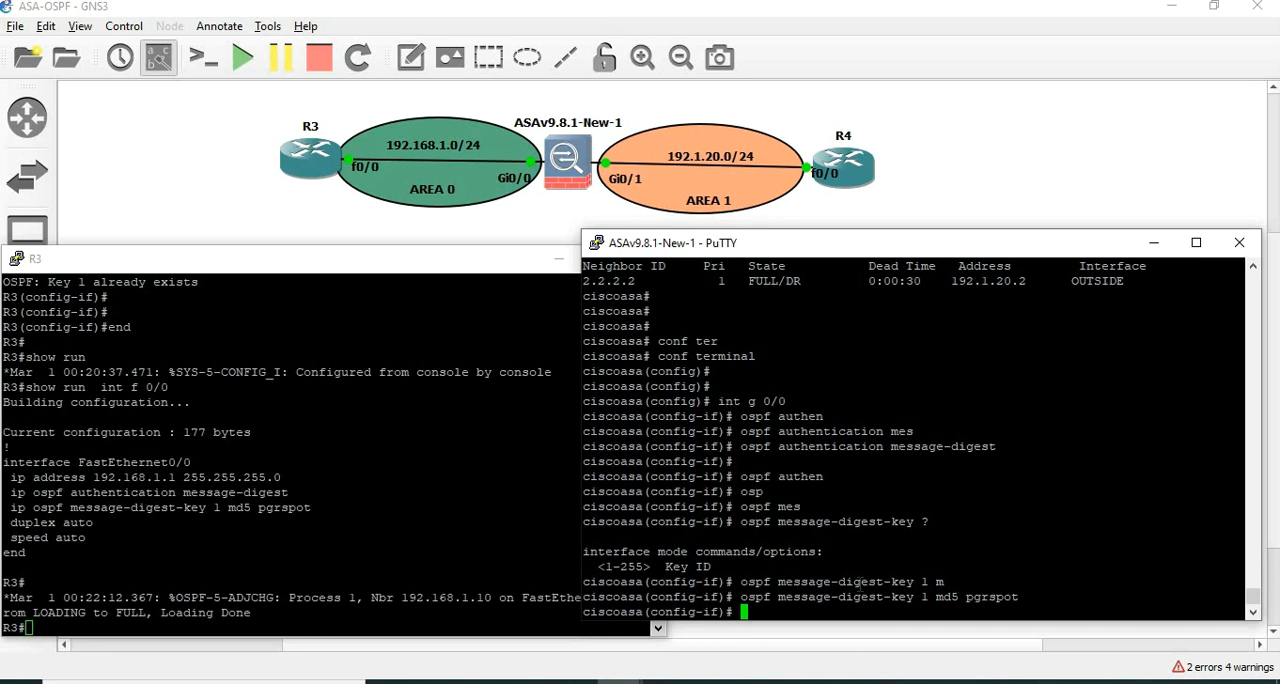 ASA-OSPF - GNS3
File Edit View Control Node Annotate Tools Help
R3
ASAv9.8.1-New-1
R4
192.168.1.0/24
192.1.20.0/24
f0/0
Gi0/0
Gi0/1
f0/0
AREA 0
AREA 1
R3
OSPF: Key 1 already exists
R3(config-if)#
R3(config-if)#
R3(config-if)#end
R3#
R3#show run
*Mar  1 00:20:37.471: %SYS-5-CONFIG_I: Configured from console by console
R3#show run  int f 0/0
Building configuration...
Current configuration : 177 bytes
!
interface FastEthernet0/0
 ip address 192.168.1.1 255.255.255.0
 ip ospf authentication message-digest
 ip ospf message-digest-key 1 md5 pgrspot
 duplex auto
 speed auto
end
R3#
*Mar  1 00:22:12.367: %OSPF-5-ADJCHG: Process 1, Nbr 192.168.1.10 on FastEthe
rom LOADING to FULL, Loading Done
R3#
ASAv9.8.1-New-1 - PuTTY
Neighbor ID     Pri   State           Dead Time   Address         Interface
2.2.2.2           1   FULL/DR         0:00:30    192.1.20.2      OUTSIDE
ciscoasa#
ciscoasa#
ciscoasa#
ciscoasa# conf ter
ciscoasa# conf terminal
ciscoasa(config)#
ciscoasa(config)#
ciscoasa(config)# int g 0/0
ciscoasa(config-if)# ospf authen
ciscoasa(config-if)# ospf authentication mes
ciscoasa(config-if)# ospf authentication message-digest
ciscoasa(config-if)#
ciscoasa(config-if)# ospf authen
ciscoasa(config-if)# osp
ciscoasa(config-if)# ospf mes
ciscoasa(config-if)# ospf message-digest-key ?
interface mode commands/options:
  <1-255>  Key ID
ciscoasa(config-if)# ospf message-digest-key 1 m
ciscoasa(config-if)# ospf message-digest-key 1 md5 pgrspot
ciscoasa(config-if)#
2 errors 4 warnings